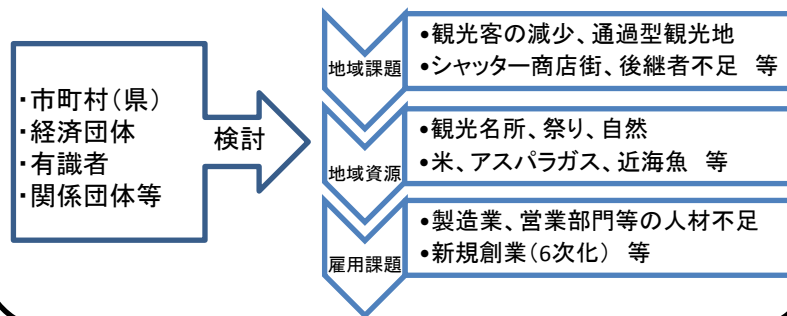 ・市町村(県)
・経済団体
・有識者
・関係団体等
検討
地域課題
•観光客の減少、通過型観光地
•シャッター商店街、後継者不足 等
地域資源
•観光名所、祭り、自然
•米、アスパラガス、近海魚 等
雇用課題
•製造業、営業部門等の人材不足
•新規創業(6次化) 等